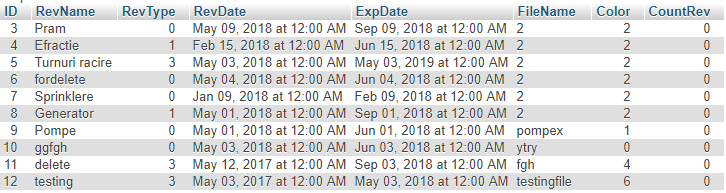 ID RevName RevType RevDate ExpDate FileName Color CountRev
3 Pram 0 May 09, 2018 at 12:00 AM Sep 09, 2018 at 12:00 AM 2 2 0
4 Efractie 1 Feb 15, 2018 at 12:00 AM Jun 15, 2018 at 12:00 AM 2 2 0
5 Turnuri racire 3 May 03, 2018 at 12:00 AM May 03, 2019 at 12:00 AM 2 2 0
6 fordelete 0 May 04, 2018 at 12:00 AM Jun 04, 2018 at 12:00 AM 2 2 0
7 Sprinklere 0 Jan 09, 2018 at 12:00 AM Feb 09, 2018 at 12:00 AM 2 2 0
8 Generator 1 May 01, 2018 at 12:00 AM Sep 01, 2018 at 12:00 AM 2 2 0
9 Pompe 0 May 01, 2018 at 12:00 AM Jun 01, 2018 at 12:00 AM pompex 1 0
10 ggfgh 0 May 03, 2018 at 12:00 AM Jun 03, 2018 at 12:00 AM ytry 0 0
11 delete 3 May 12, 2017 at 12:00 AM Sep 03, 2018 at 12:00 AM fgh 4 0
12 testing 3 May 03, 2017 at 12:00 AM May 03, 2018 at 12:00 AM testingfile 6 0